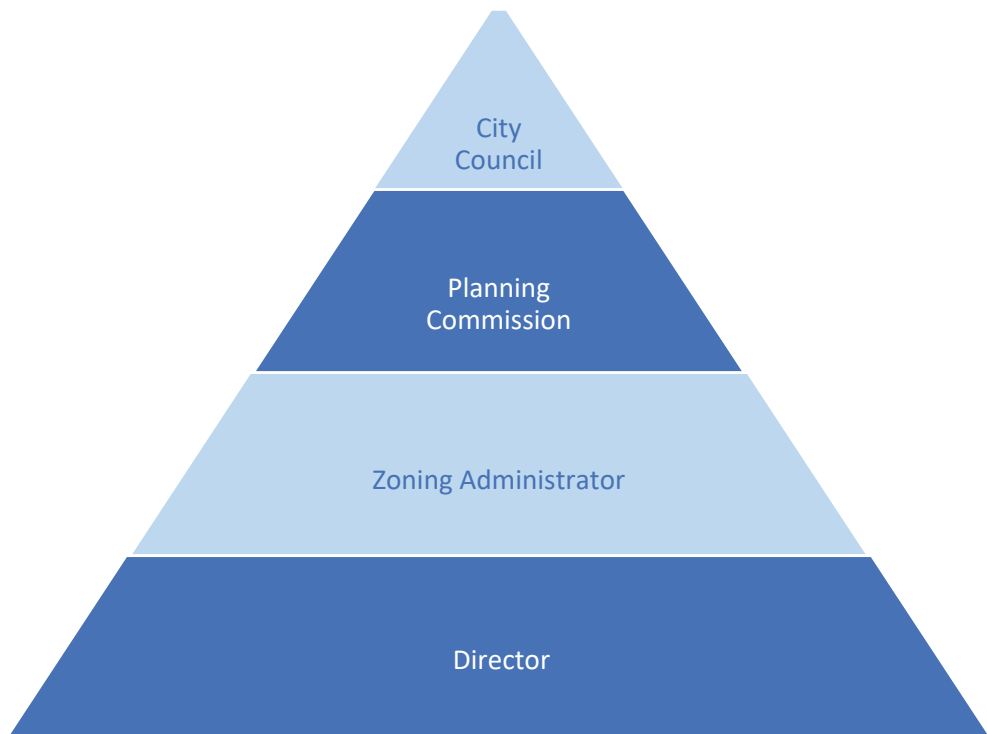 City
Council
Planning
Commission
Zoning Administrator
Director